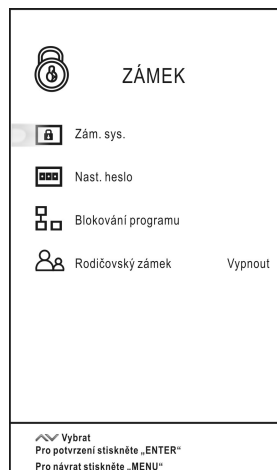 ZÁMEK
Zám. sys.
Nast. heslo
Blokování programu
Rodičovský zámek Vypnout
Vybrat
Pro potvrzení stiskněte „ENTER“
Pro návrat stiskněte „MENU“